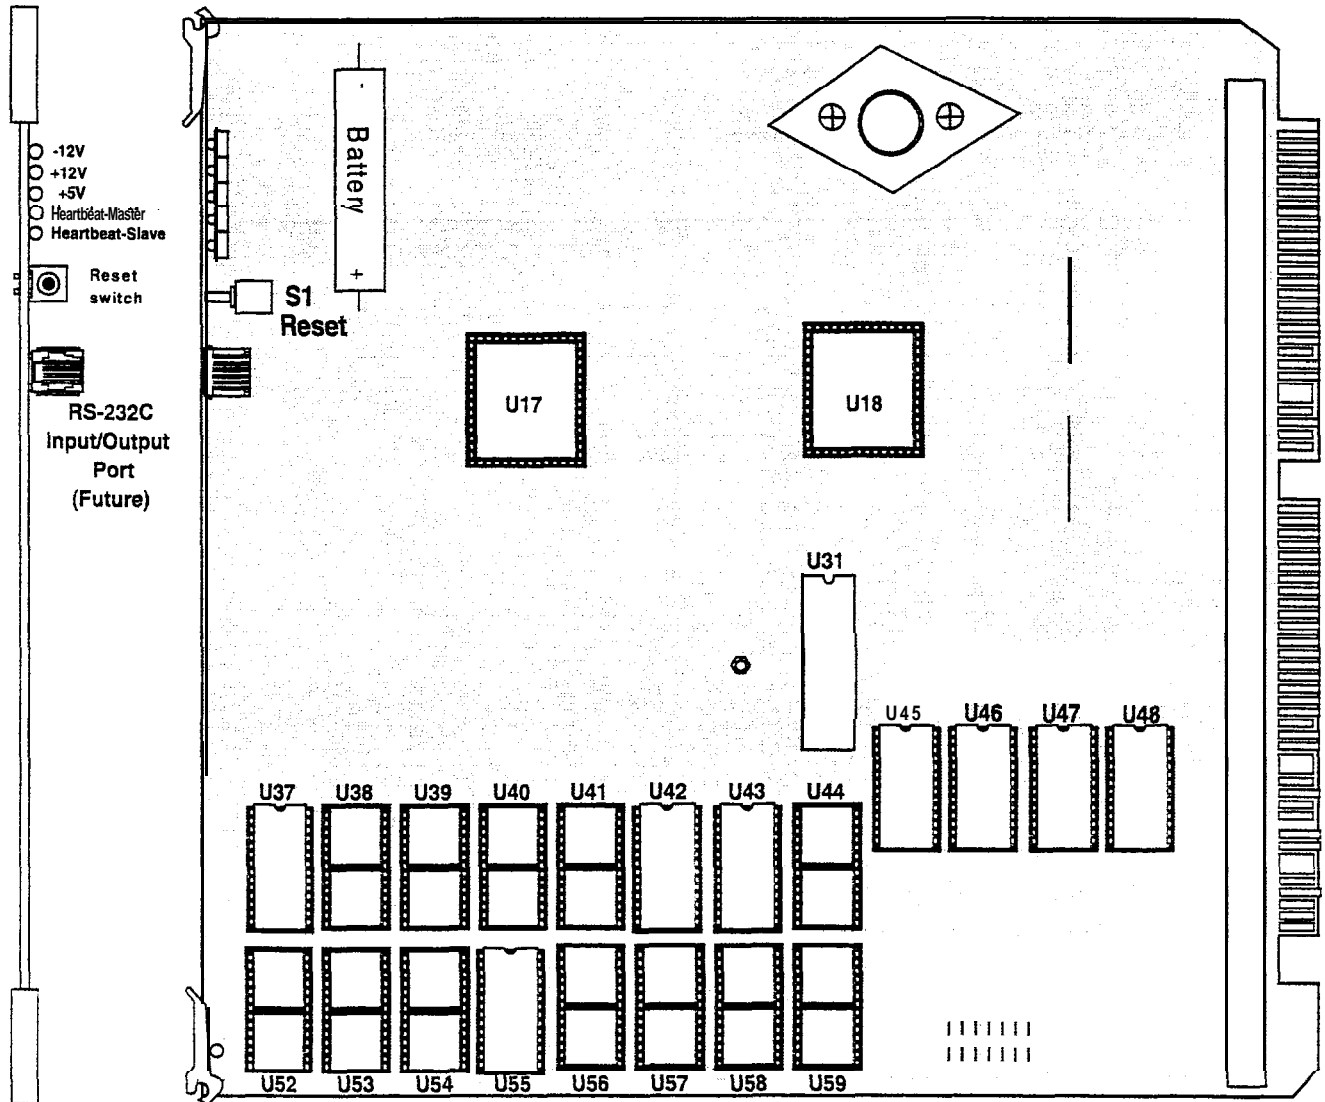 -12V
+12V
+5V
Heartbeat-Master
Heartbeat-Slave
Reset
switch
RS-232C
Input/Output
Port
(Future)
- Battery +
S1
Reset
U17
U18
U31
U45 U46 U47 U48
U37 U38 U39 U40 U41 U42 U43 U44
U52 U53 U54 U55 U56 U57 U58 U59